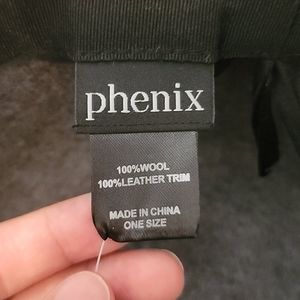 phenix
100%WOOL
100%LEATHER TRIM
MADE IN CHINA
ONE SIZE